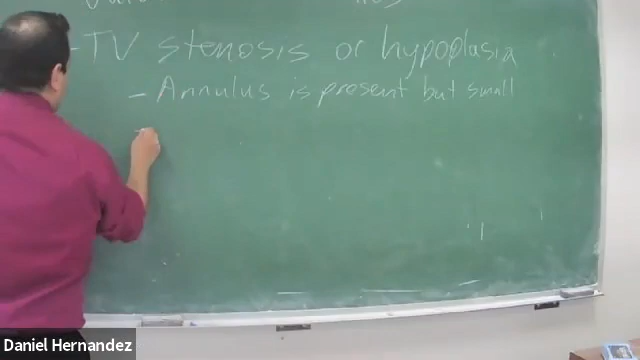 - TV stenosis or hypoplasia
- Annulus is present but small
Daniel Hernandez